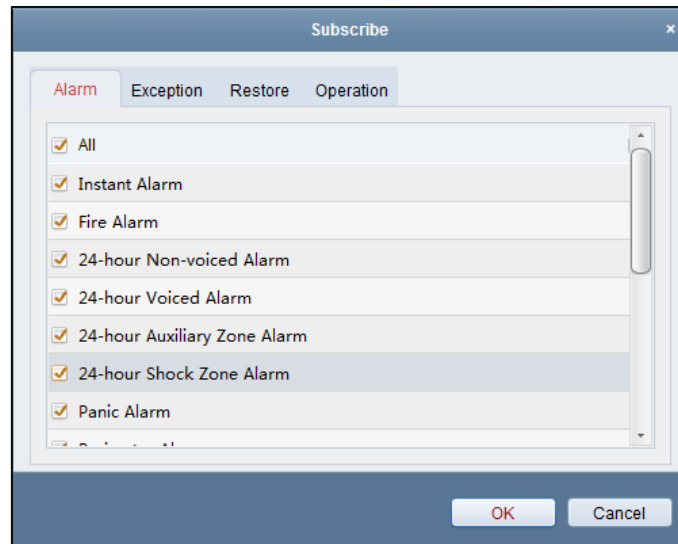 Subscribe
Alarm Exception Restore Operation
All
Instant Alarm
Fire Alarm
24-hour Non-voiced Alarm
24-hour Voiced Alarm
24-hour Auxiliary Zone Alarm
24-hour Shock Zone Alarm
Panic Alarm
OK Cancel